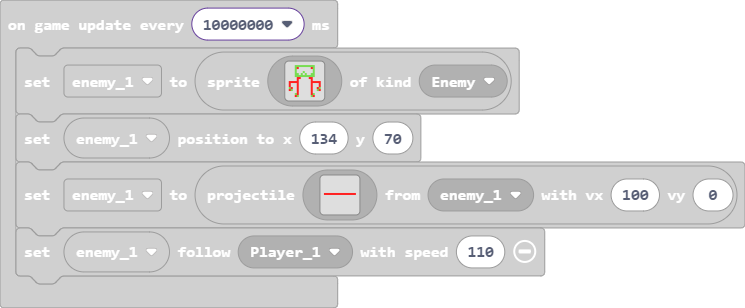 on game update every 10000000 ms
set enemy_1 to sprite of kind Enemy
set enemy_1 position to x 134 y 70
set enemy_1 to projectile from enemy_1 with vx 100 vy 0
set enemy_1 follow Player_1 with speed 110